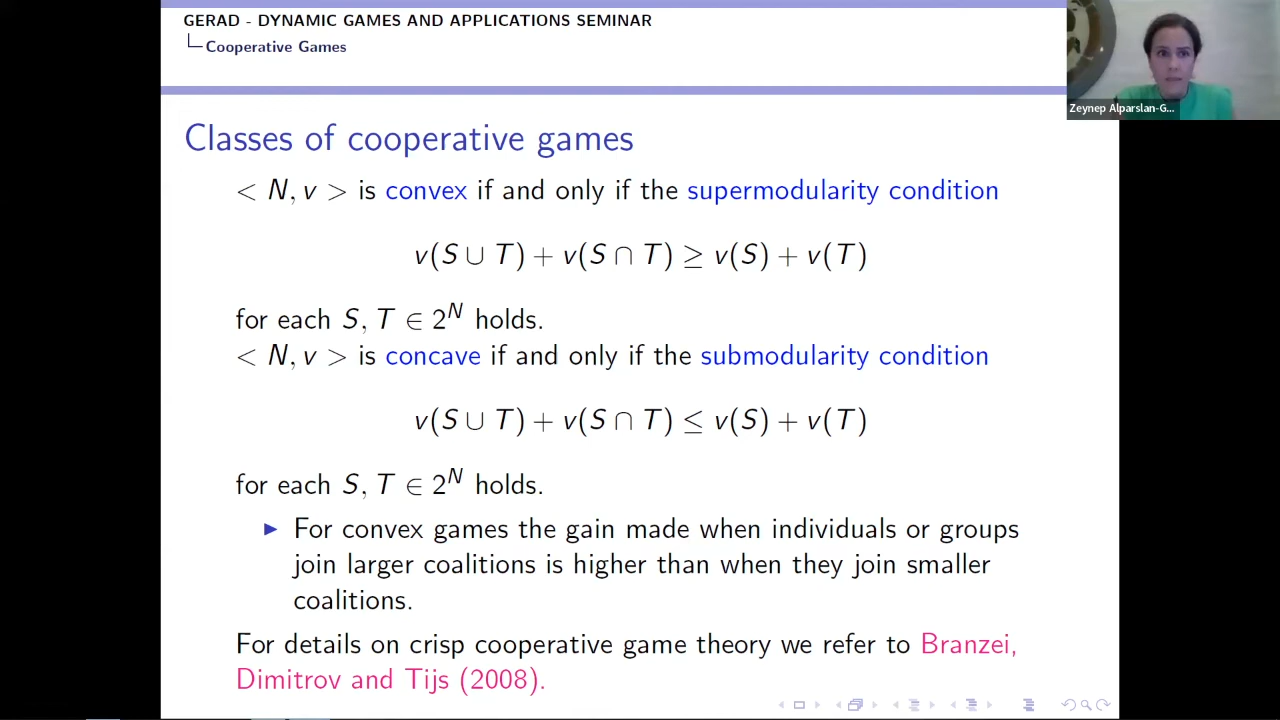 GERAD - DYNAMIC GAMES AND APPLICATIONS SEMINAR
Cooperative Games
Zeynep Alparslan-G...
Classes of cooperative games
< N, v > is convex if and only if the supermodularity condition
v(S ∪ T) + v(S ∩ T) ≥ v(S) + v(T)
for each S, T ∈ 2^N holds.
< N, v > is concave if and only if the submodularity condition
v(S ∪ T) + v(S ∩ T) ≤ v(S) + v(T)
for each S, T ∈ 2^N holds.
▶ For convex games the gain made when individuals or groups
join larger coalitions is higher than when they join smaller
coalitions.
For details on crisp cooperative game theory we refer to Branzei,
Dimitrov and Tijs (2008).